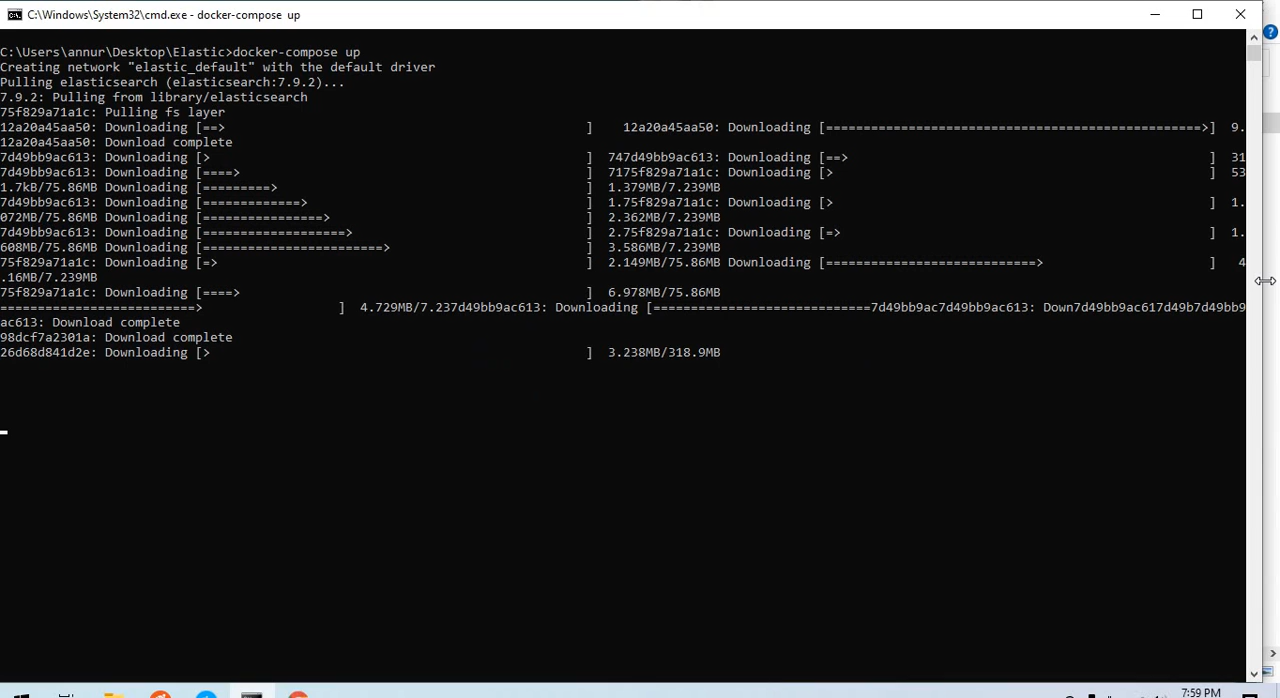 C:\Windows\System32\cmd.exe - docker-compose up
C:\Users\annur\Desktop\Elastic>docker-compose up
Creating network "elastic_default" with the default driver
Pulling elasticsearch (elasticsearch:7.9.2)...
7.9.2: Pulling from library/elasticsearch
75f829a71a1c: Pulling fs layer
12a20a45aa50: Downloading [==> ] 12a20a45aa50: Downloading [==================================================>] 9.
12a20a45aa50: Download complete
7d49bb9ac613: Downloading [> ] 747d49bb9ac613: Downloading [==> ] 31
7d49bb9ac613: Downloading [====> ] 7175f829a71a1c: Downloading [> ] 53
1.7kB/75.86MB Downloading [=========> ] 1.379MB/7.239MB
7d49bb9ac613: Downloading [=============> ] 1.75f829a71a1c: Downloading [> ] 1.
072MB/75.86MB Downloading [================> ] 2.362MB/7.239MB
7d49bb9ac613: Downloading [===================> ] 2.75f829a71a1c: Downloading [=> ] 1.
608MB/75.86MB Downloading [========================> ] 3.586MB/7.239MB
75f829a71a1c: Downloading [=> ] 2.149MB/75.86MB Downloading [===========================> ] 4
.16MB/7.239MB
75f829a71a1c: Downloading [====> ] 6.978MB/75.86MB
==========================> ] 4.729MB/7.237d49bb9ac613: Downloading [=============================7d49bb9ac7d49bb9ac613: Down7d49bb9ac617d49b7d49bb9
ac613: Download complete
98dcf7a2301a: Download complete
26d68d841d2e: Downloading [> ] 3.238MB/318.9MB
7:59 PM